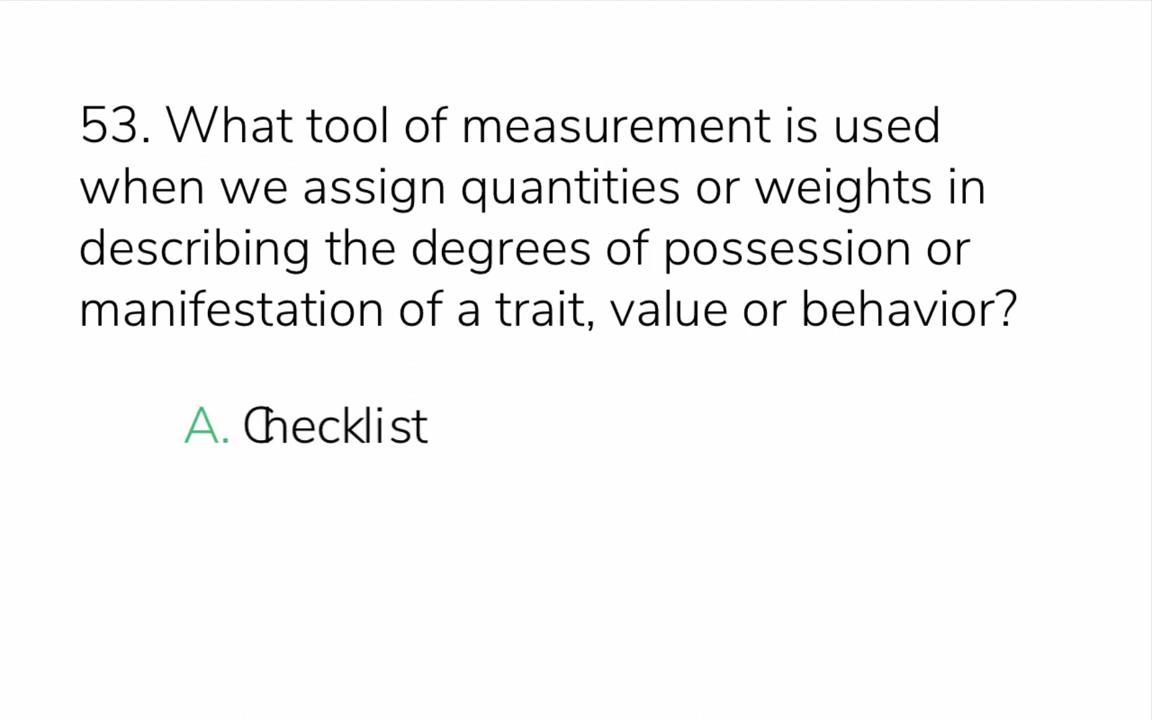 53. What tool of measurement is used
when we assign quantities or weights in
describing the degrees of possession or
manifestation of a trait, value or behavior?
A. Checklist